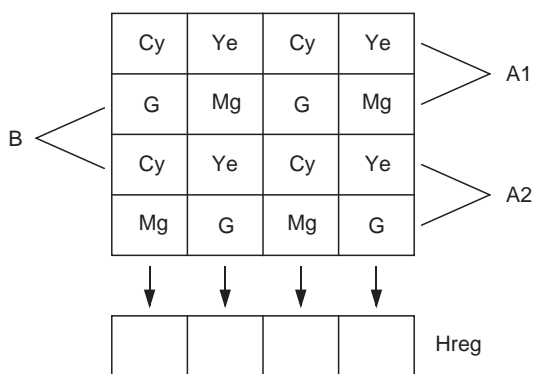 Cy Ye Cy Ye
A1
G Mg G Mg
B
Cy Ye Cy Ye
A2
Mg G Mg G
Hreg